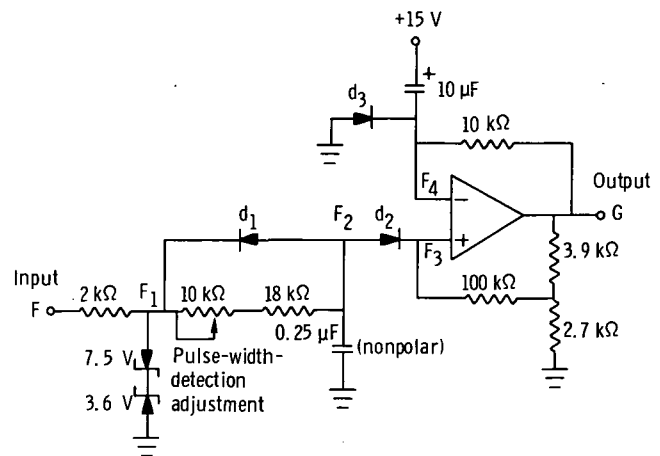 +15 V
+
10 μF
d3
10 kΩ
F4
−
Output
G
d1
F2
d2
F3
+
3.9 kΩ
Input
F
2 kΩ
F1
10 kΩ
18 kΩ
100 kΩ
0.25 μF
(nonpolar)
2.7 kΩ
7.5 V
Pulse-width-
detection
adjustment
3.6 V